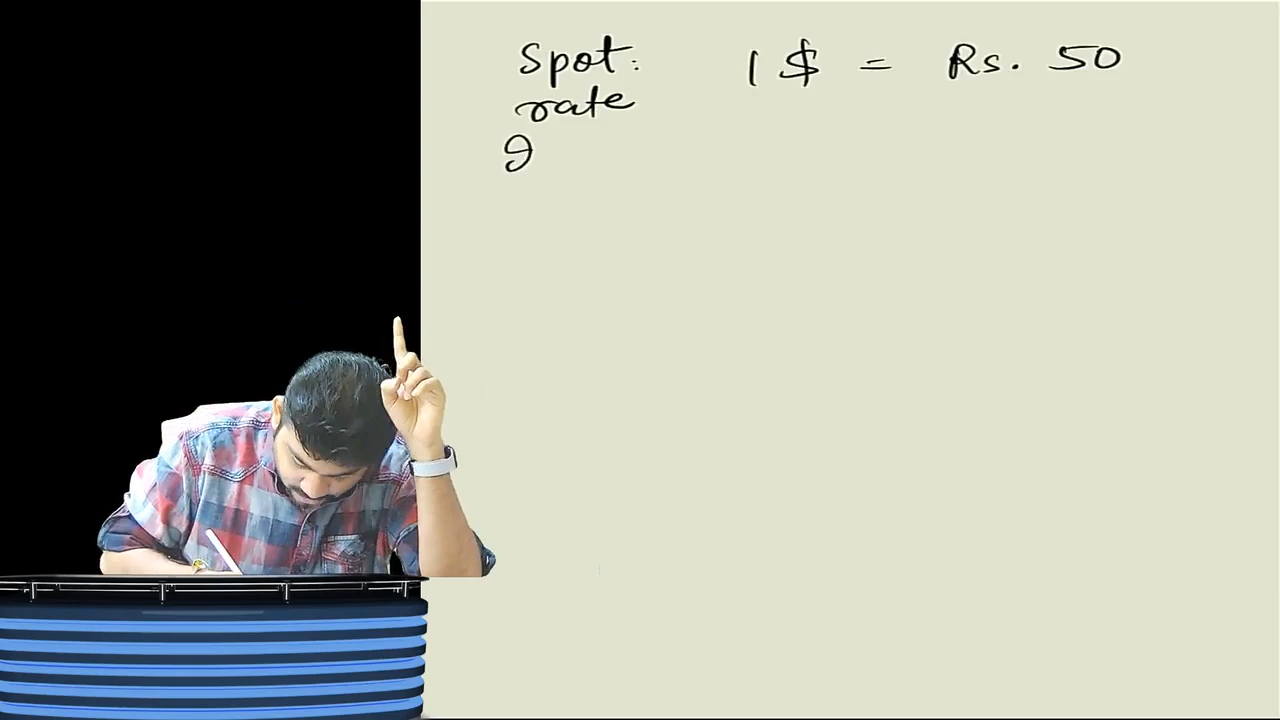 Spot: 1 $ = Rs. 50
rate